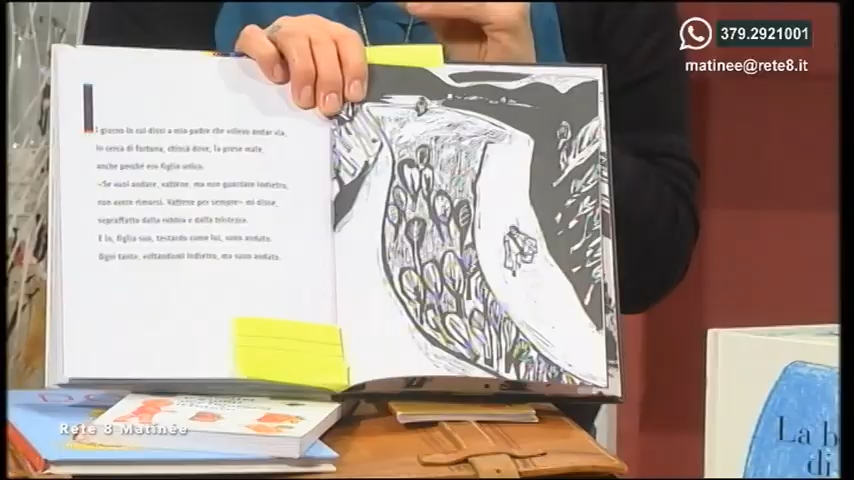 379.2921001
matinee@rete8.it
Il giorno in cui dissi a mio padre che volevo andar via,
in cerca di fortuna, chissà dove, la prese male,
anche perché ero figlio unico.
«Se vuoi andare, vattene, ma non guardare indietro,
non avere rimorsi. Vattene per sempre» mi disse,
sopraffatto dalla rabbia e dalla tristezza.
E io, figlio suo, testardo come lui, sono andato.
Ogni tanto, voltandomi indietro, ma sono andato.
Rete 8 Matinée
La b
di